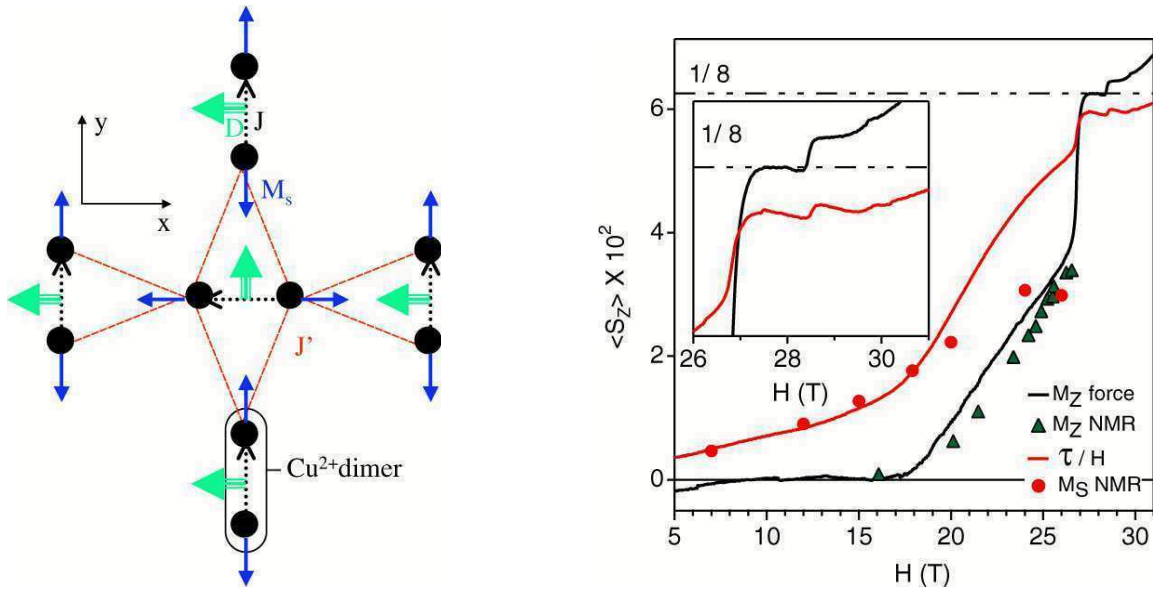 D
J
y
x
M_s
J'
Cu²⁺dimer
<S_Z> X 10²
6
4
2
0
1/ 8
1/ 8
26
28
30
H (T)
M_Z force
M_Z NMR
τ / H
M_S NMR
5
10
15
20
25
30
H (T)